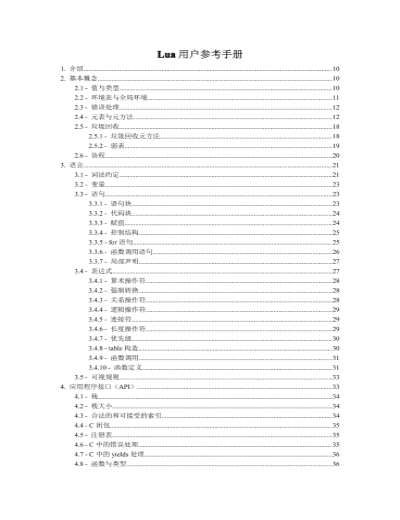 Lua 用户参考手册
1. 介绍......10
2. 基本概念......10
2.1 - 值与类型......10
2.2 - 环境表与全局环境......11
2.3 - 错误处理......12
2.4 - 元表与元方法......12
2.5 - 垃圾回收......18
2.5.1 - 垃圾回收元方法......18
2.5.2 - 弱表......19
2.6 - 协程......20
3. 语言......21
3.1 - 词法约定......21
3.2 - 变量......23
3.3 - 语句......23
3.3.1 - 语句块......23
3.3.2 - 代码块......24
3.3.3 - 赋值......24
3.3.4 - 控制结构......25
3.3.5 - for 语句......25
3.3.6 - 函数调用语句......26
3.3.7 - 局部声明......27
3.4 - 表达式......27
3.4.1 - 算术操作符......28
3.4.2 - 强制转换......28
3.4.3 - 关系操作符......28
3.4.4 - 逻辑操作符......29
3.4.5 - 连接符......29
3.4.6 - 长度操作符......29
3.4.7 - 优先级......30
3.4.8 - table 构造......30
3.4.9 - 函数调用......31
3.4.10 - 函数定义......31
3.5 - 可视规则......33
4. 应用程序接口（API）......33
4.1 - 栈......34
4.2 - 栈大小......34
4.3 - 合法的和可接受的索引......34
4.4 - C 闭包......35
4.5 - 注册表......35
4.6 - C 中的错误处理......35
4.7 - C 中的 yields 处理......36
4.8 - 函数与类型......36